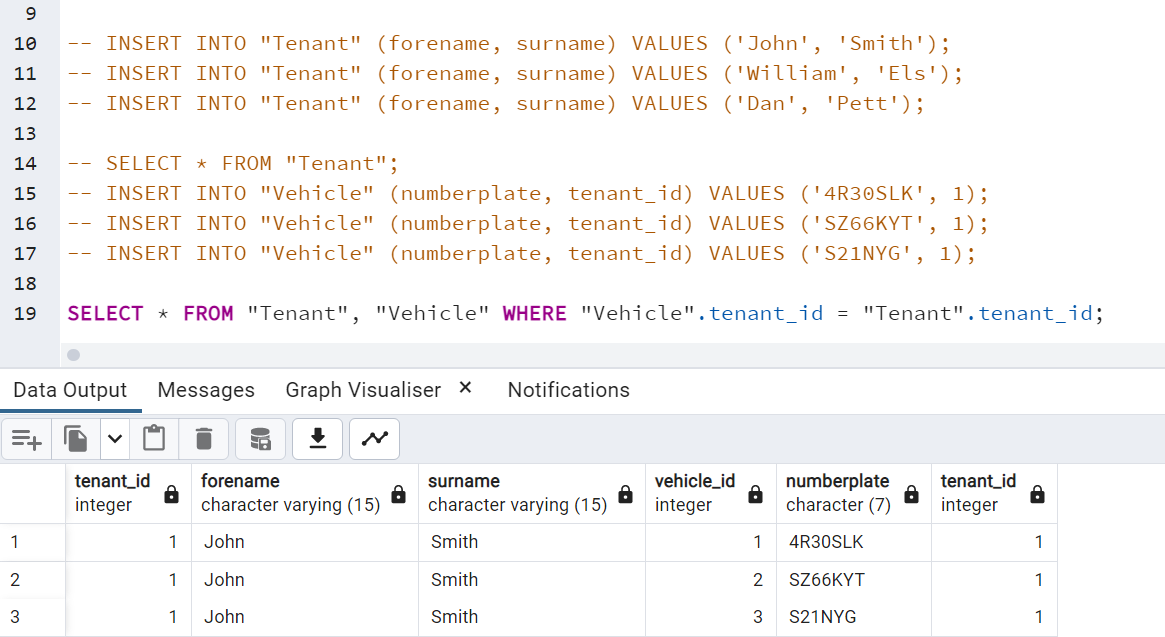 9
10 -- INSERT INTO "Tenant" (forename, surname) VALUES ('John', 'Smith');
11 -- INSERT INTO "Tenant" (forename, surname) VALUES ('William', 'Els');
12 -- INSERT INTO "Tenant" (forename, surname) VALUES ('Dan', 'Pett');
13
14 -- SELECT * FROM "Tenant";
15 -- INSERT INTO "Vehicle" (numberplate, tenant_id) VALUES ('4R30SLK', 1);
16 -- INSERT INTO "Vehicle" (numberplate, tenant_id) VALUES ('SZ66KYT', 1);
17 -- INSERT INTO "Vehicle" (numberplate, tenant_id) VALUES ('S21NYG', 1);
18
19 SELECT * FROM "Tenant", "Vehicle" WHERE "Vehicle".tenant_id = "Tenant".tenant_id;
Data Output Messages Graph Visualiser × Notifications
tenant_id forename surname vehicle_id numberplate tenant_id
integer character varying (15) character varying (15) integer character (7) integer
1 1 John Smith 1 4R30SLK 1
2 1 John Smith 2 SZ66KYT 1
3 1 John Smith 3 S21NYG 1